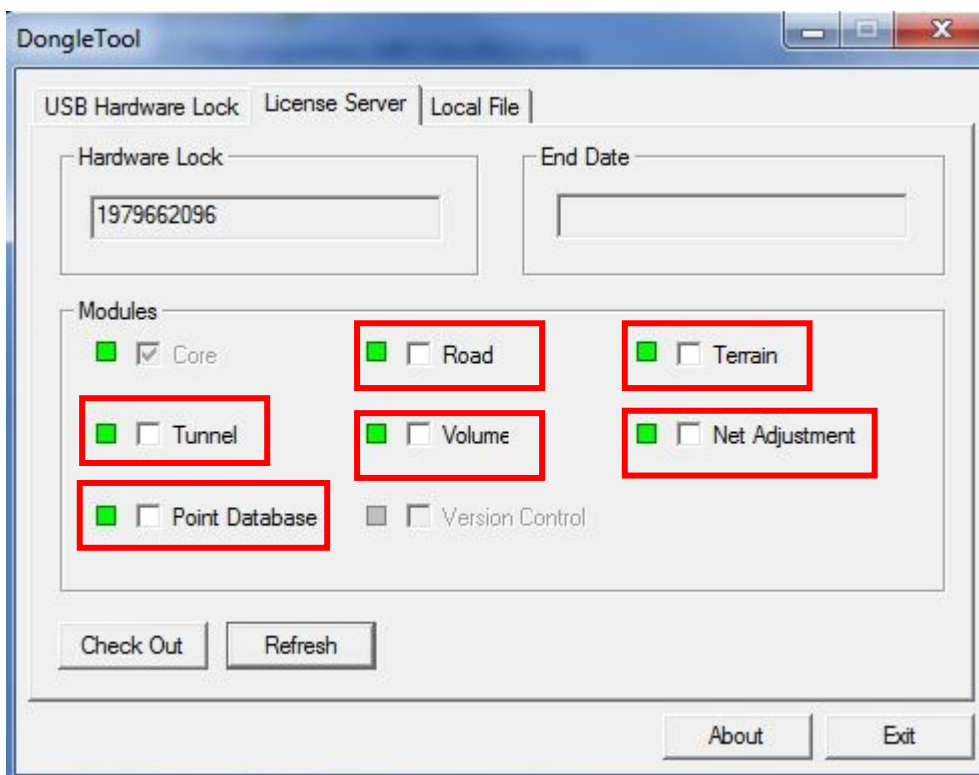 DongleTool
USB Hardware Lock License Server Local File
Hardware Lock End Date
1979662096
Modules
Core Road Terrain
Tunnel Volume Net Adjustment
Point Database Version Control
Check Out Refresh
About Exit